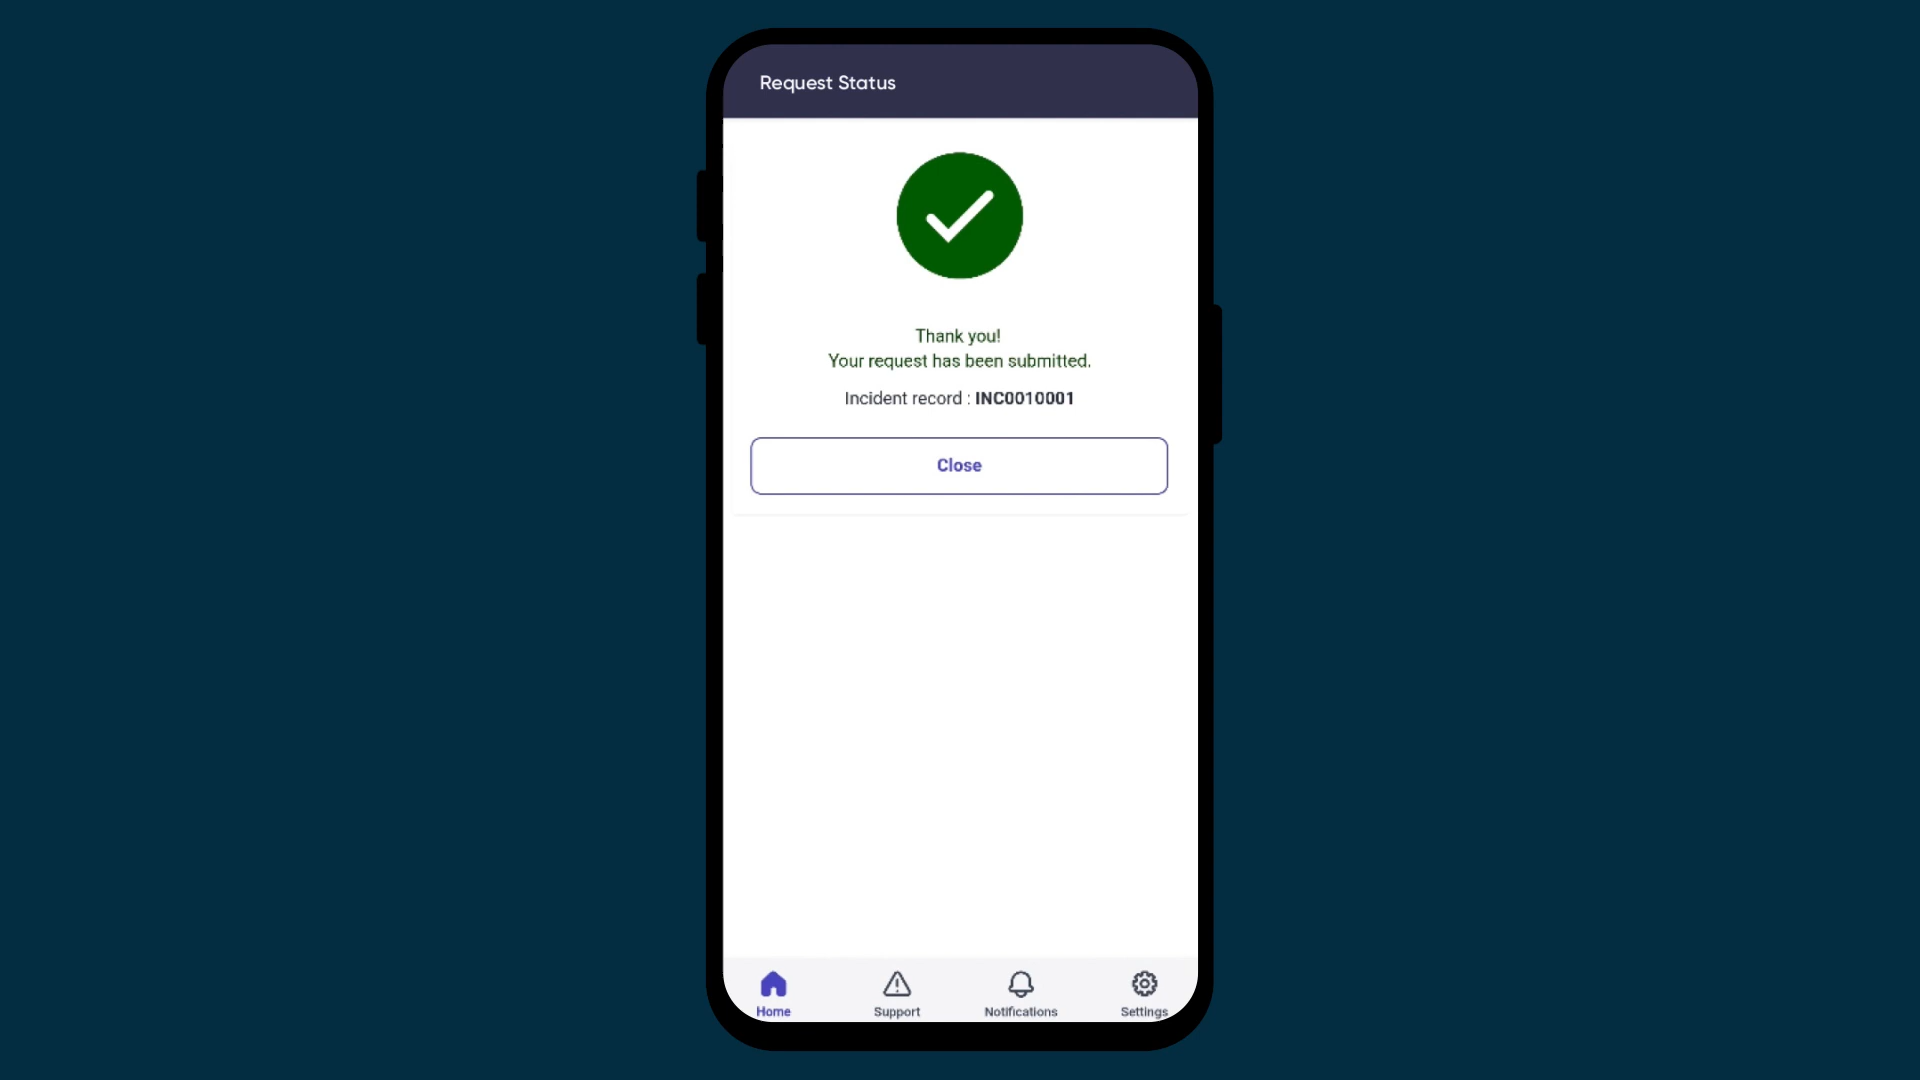 Request Status
Thank you!
Your request has been submitted.
Incident record : INC0010001
Close
Home
Support
Notifications
Settings